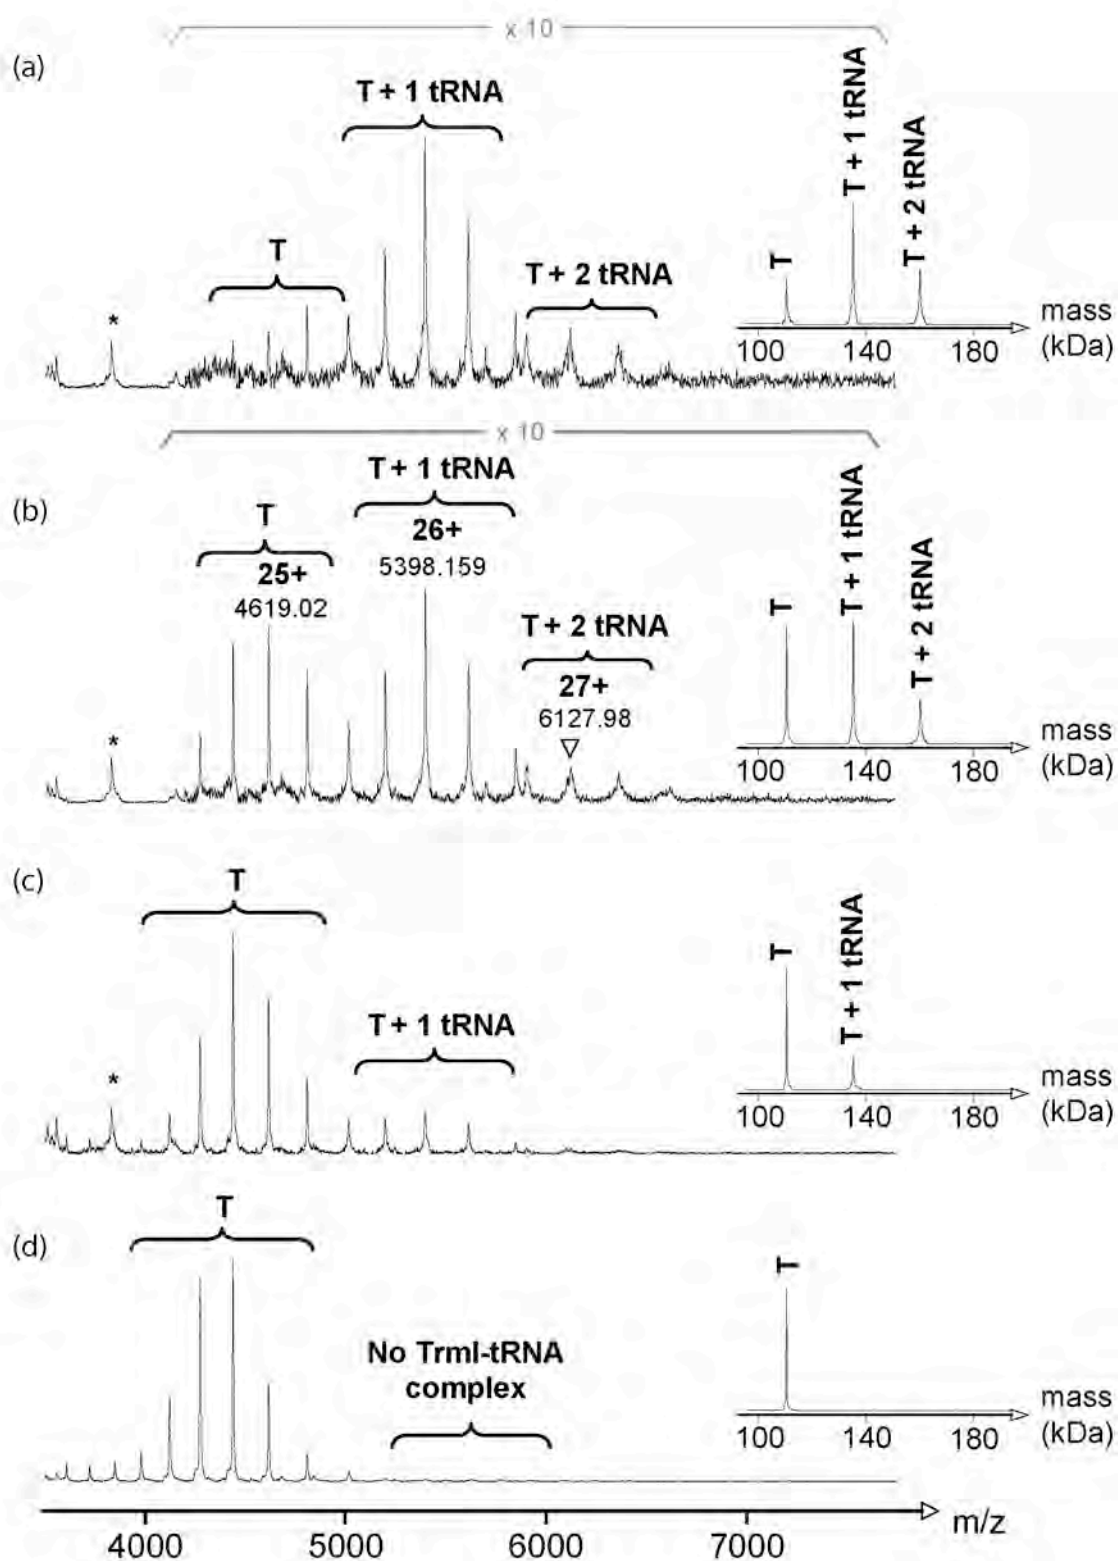 x 10
(a)
T + 1 tRNA
T
T + 2 tRNA
*
T
T + 1 tRNA
T + 2 tRNA
mass
(kDa)
100 140 180
x 10
(b)
T + 1 tRNA
26+
5398.159
T
25+
4619.02
T + 2 tRNA
27+
6127.98
*
T
T + 1 tRNA
T + 2 tRNA
mass
(kDa)
100 140 180
(c)
T
T + 1 tRNA
*
T
T + 1 tRNA
mass
(kDa)
100 140 180
(d)
T
No TrmI-tRNA
complex
T
mass
(kDa)
100 140 180
4000 5000 6000 7000
m/z